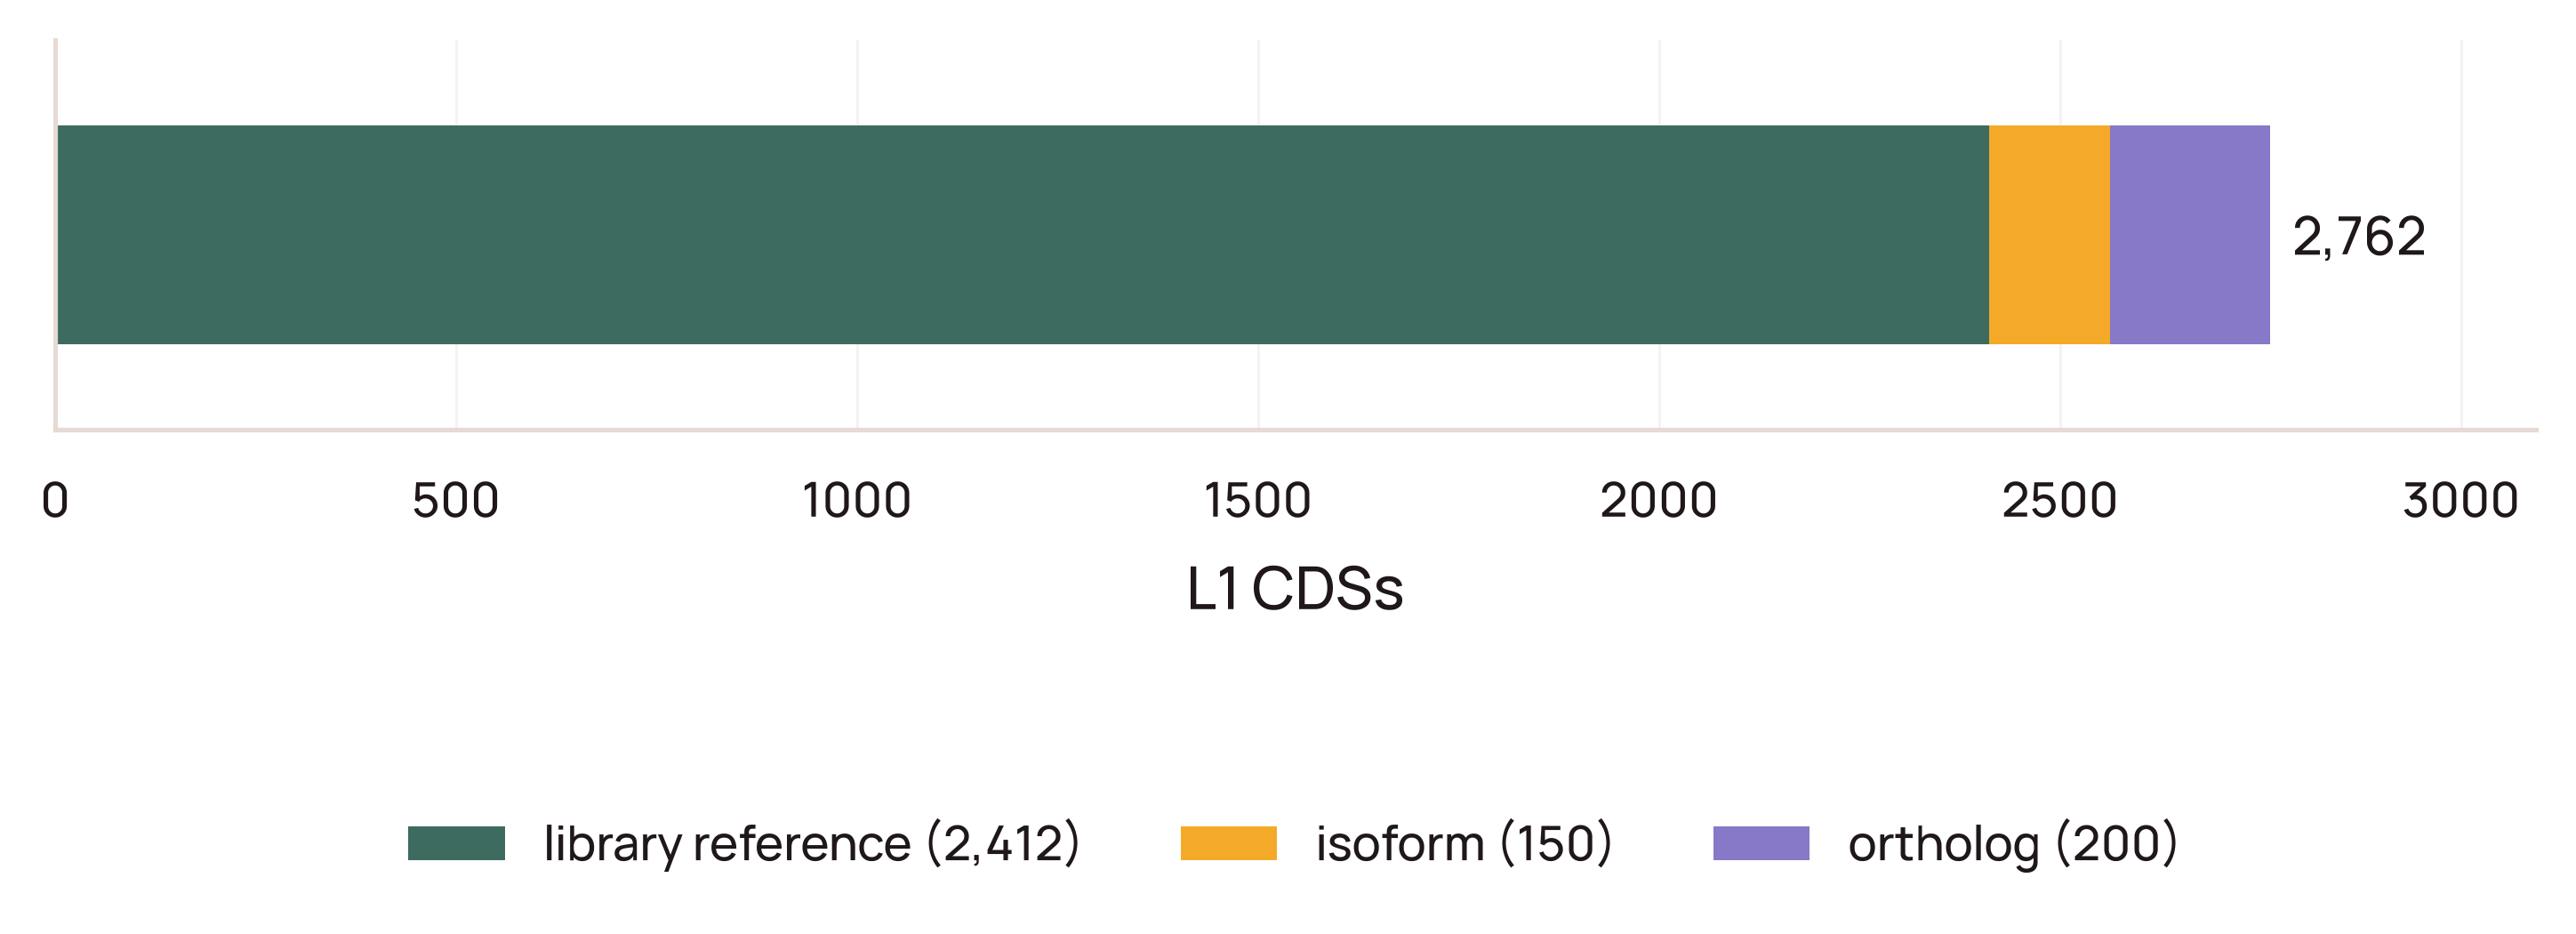 2,762
0 500 1000 1500 2000 2500 3000
L1 CDSs
library reference (2,412) isoform (150) ortholog (200)